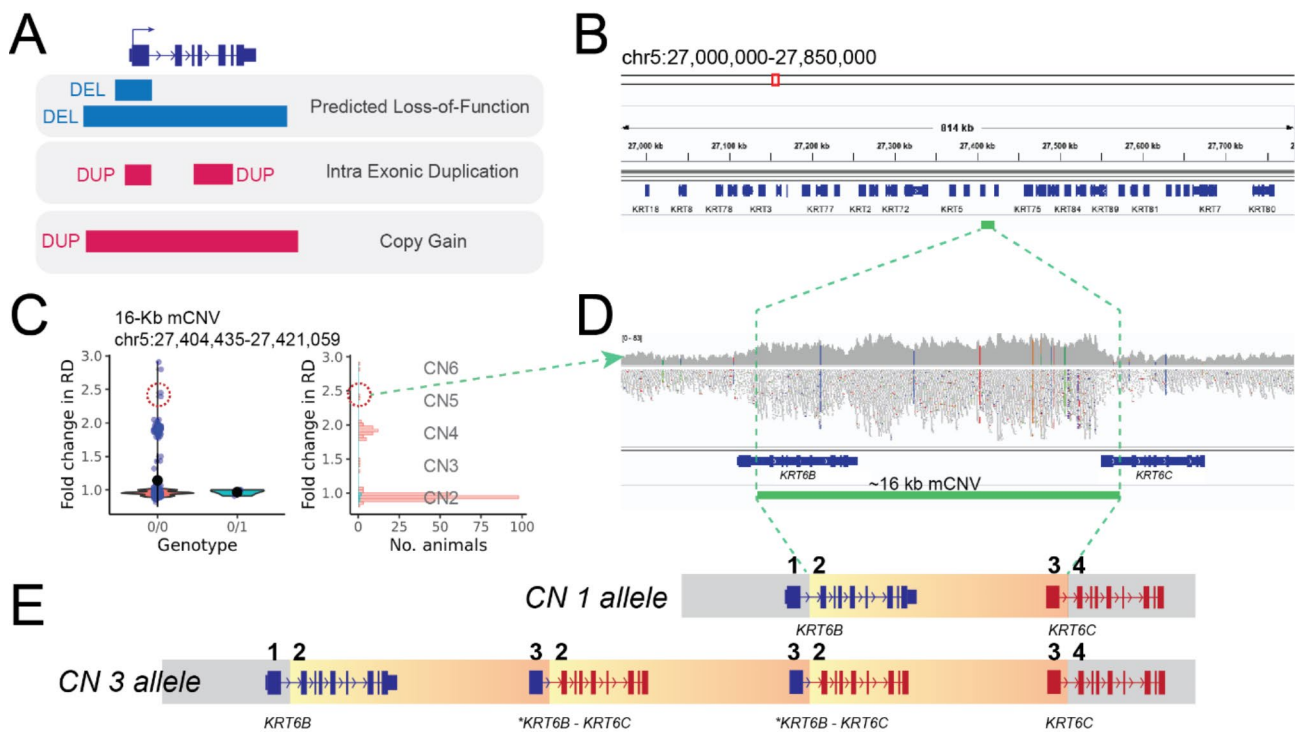 A
DEL
DEL
Predicted Loss-of-Function
DUP
DUP
Intra Exonic Duplication
DUP
Copy Gain
B
chr5:27,000,000-27,850,000
814 kb
27,000 kb 27,100 kb 27,200 kb 27,300 kb 27,400 kb 27,500 kb 27,600 kb 27,700 kb 2
KRT18 KRT8 KRT78 KRT3 KRT77 KRT2 KRT72 KRT5 KRT75 KRT84 KRT89 KRT81 KRT7 KRT80
C
16-Kb mCNV
chr5:27,404,435-27,421,059
Fold change in RD
3.0
2.5
2.0
1.5
1.0
0/0 0/1
Genotype
Fold change in RD
3.0
2.5
2.0
1.5
1.0
CN6
CN5
CN4
CN3
CN2
0 25 50 75 100
No. animals
D
[0 - 83]
KRT6B
KRT6C
~16 kb mCNV
E
1 2 3 4
CN 1 allele
KRT6B KRT6C
1 2 3 2 3 2 3 4
CN 3 allele
KRT6B *KRT6B - KRT6C *KRT6B - KRT6C KRT6C